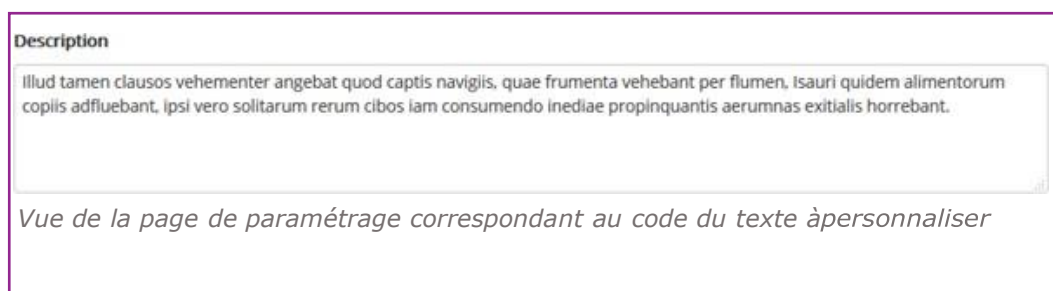 Description
Illud tamen clausos vehementer angebat quod captis navigiis, quae frumenta vehebant per flumen, Isauri quidem alimentorum
copiis adfluebant, ipsi vero solitarum rerum cibos iam consumendo inediae propinquantis aerumnas exitialis horrebant.
Vue de la page de paramétrage correspondant au code du texte àpersonnaliser